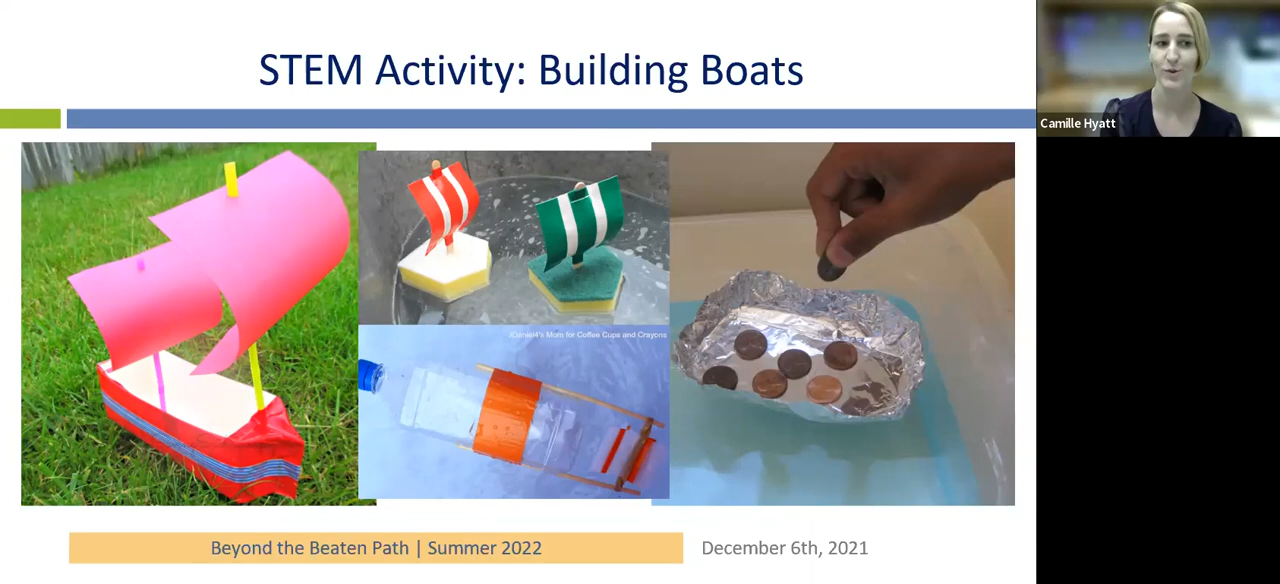 STEM Activity: Building Boats
Camille Hyatt
JDaniel4's Mom for Coffee Cups and Crayons
Beyond the Beaten Path | Summer 2022
December 6th, 2021